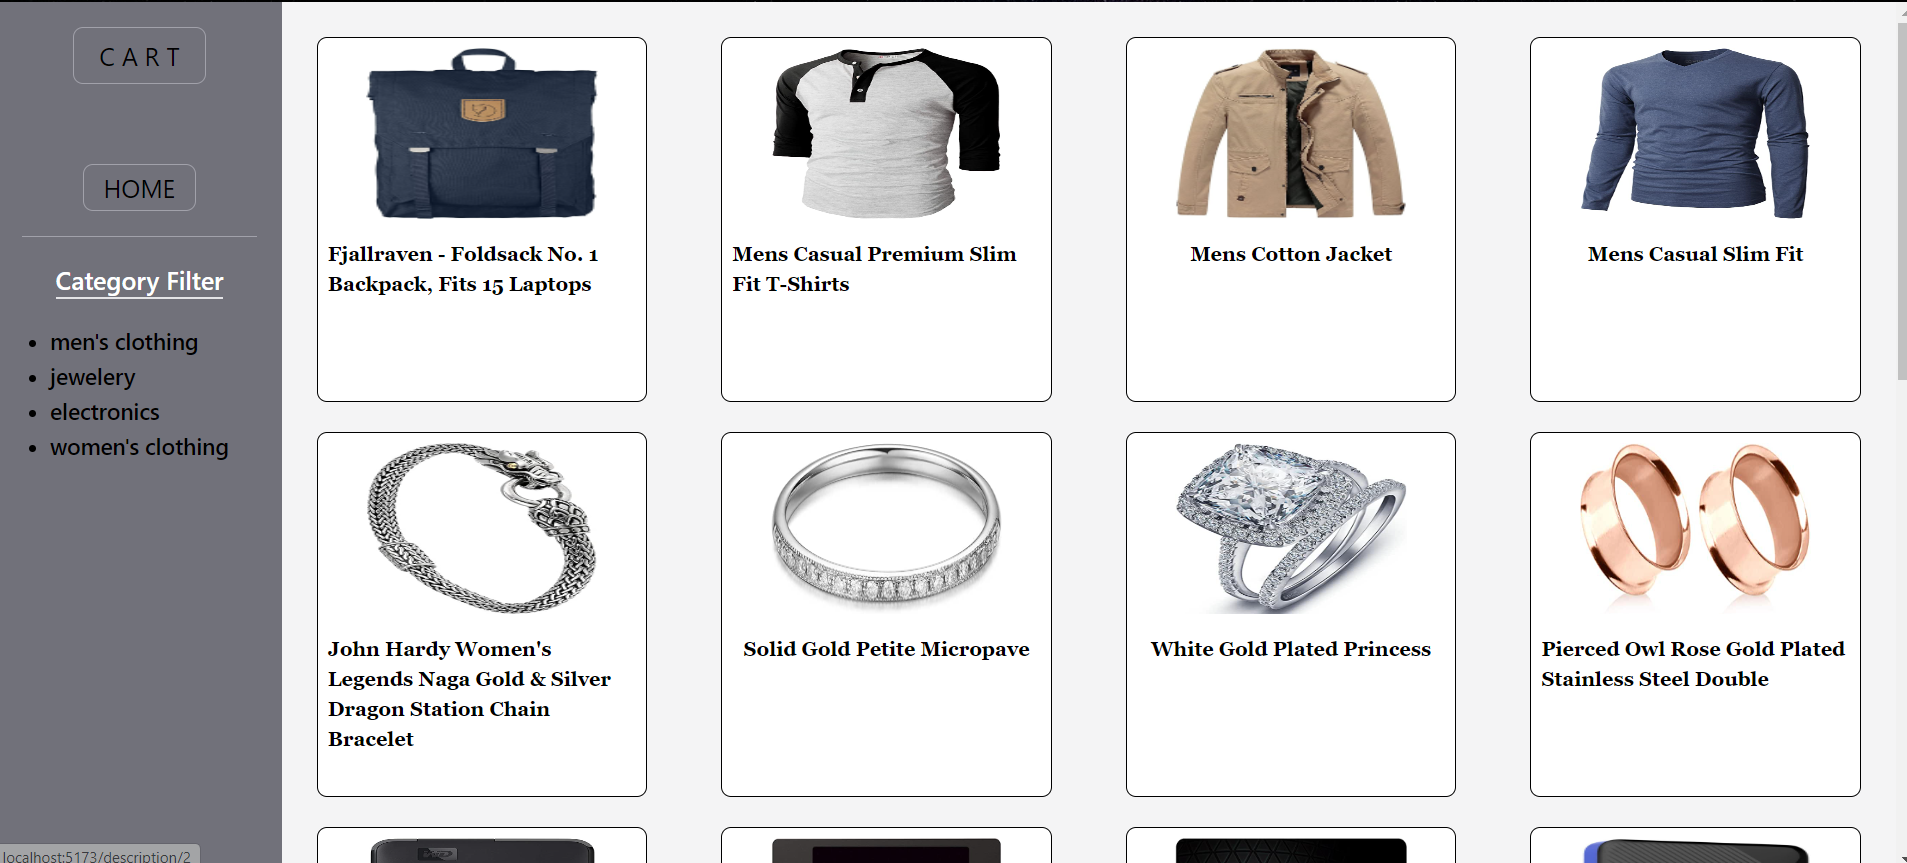 CART
HOME
Category Filter
men's clothing
jewelery
electronics
women's clothing
Fjallraven - Foldsack No. 1
Backpack, Fits 15 Laptops
Mens Casual Premium Slim
Fit T-Shirts
Mens Cotton Jacket
Mens Casual Slim Fit
John Hardy Women's
Legends Naga Gold & Silver
Dragon Station Chain
Bracelet
Solid Gold Petite Micropave
White Gold Plated Princess
Pierced Owl Rose Gold Plated
Stainless Steel Double
WD
localhost:5173/description/2